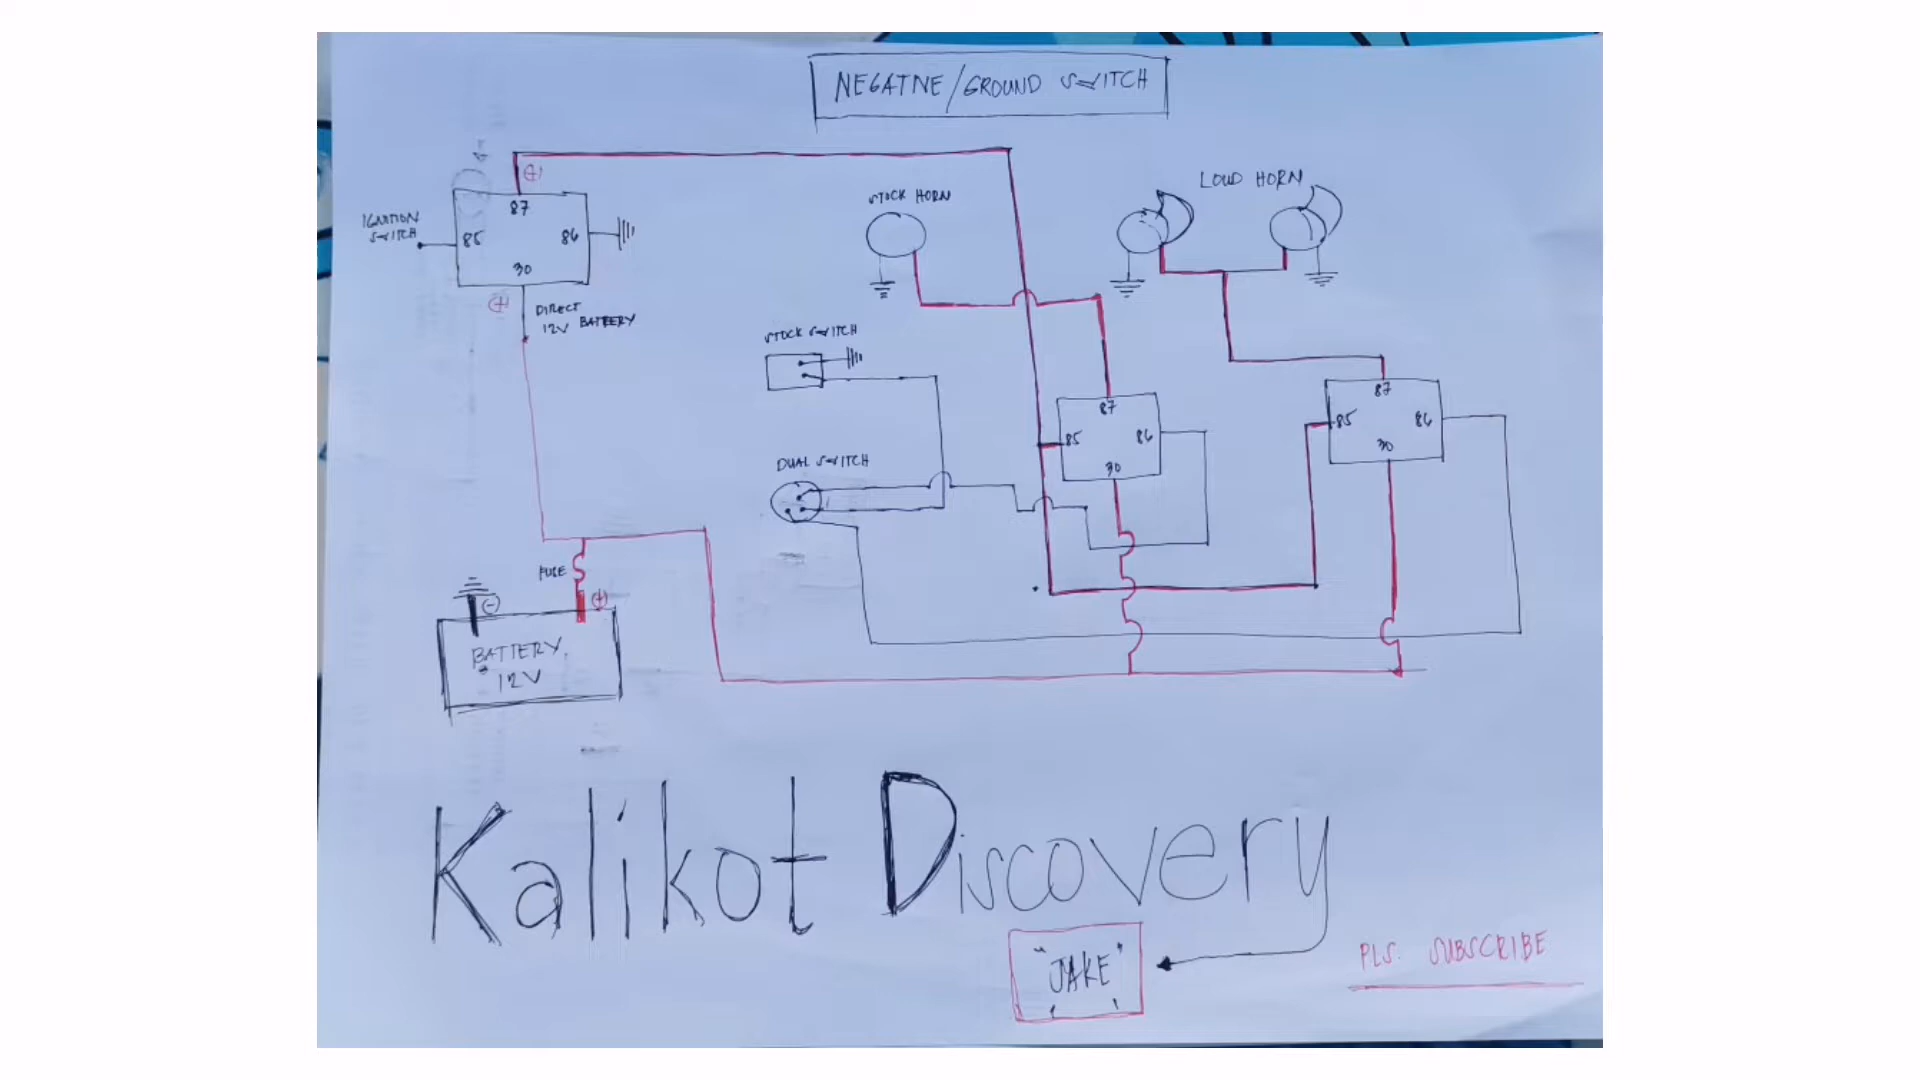 NEGATIVE/GROUND SWITCH
(+)
87
IGNITION
SWITCH
85
86
30
(+)
DIRECT
12V BATTERY
STOCK HORN
LOUD HORN
STOCK SWITCH
87
85
86
30
87
85
86
30
DUAL SWITCH
FUSE
(-)
(+)
BATTERY
12V
Kalikot Discovery
"JAKE"
PLS. SUBSCRIBE